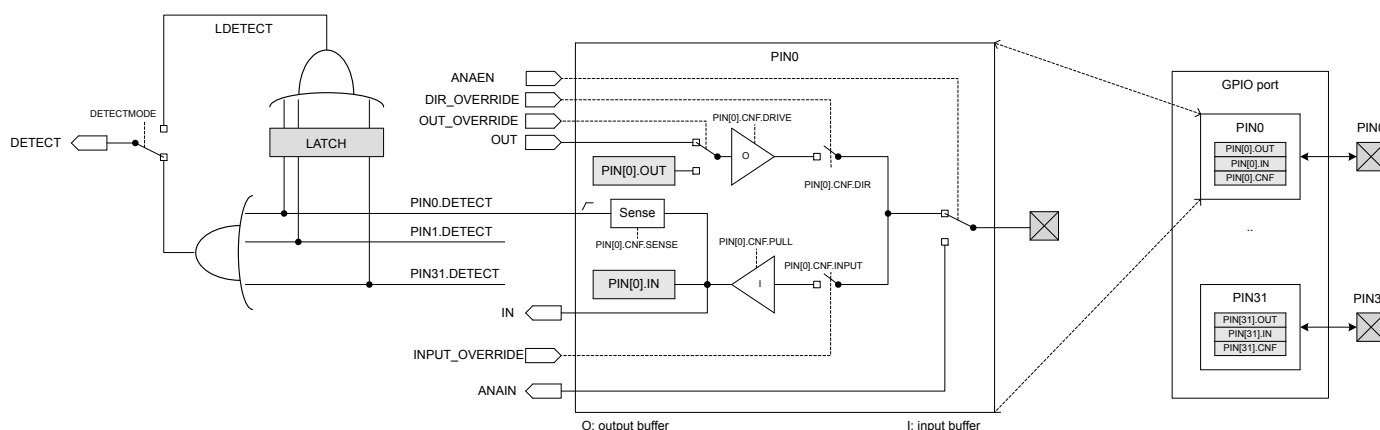 LDETECT
DETECTMODE
DETECT
LATCH
PIN0.DETECT
PIN1.DETECT
PIN31.DETECT
ANAEN
DIR_OVERRIDE
OUT_OVERRIDE
OUT
IN
INPUT_OVERRIDE
ANAIN
PIN0
PIN[0].CNF.DRIVE
O
PIN[0].OUT
PIN[0].CNF.DIR
Sense
PIN[0].CNF.SENSE
PIN[0].CNF.PULL
PIN[0].CNF.INPUT
PIN[0].IN
I
O: output buffer
I: input buffer
GPIO port
PIN0
PIN[0].OUT
PIN[0].IN
PIN[0].CNF
..
PIN31
PIN[31].OUT
PIN[31].IN
PIN[31].CNF